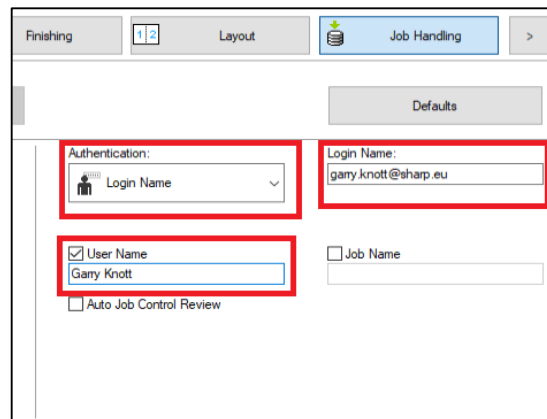 Finishing
1 2
Layout
Job Handling
>
Defaults
Authentication:
Login Name
Login Name:
garry.knott@sharp.eu
User Name
Garry Knott
Job Name
Auto Job Control Review